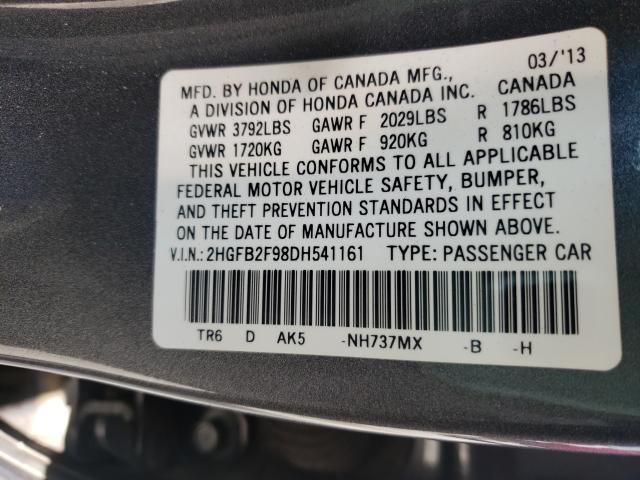 MFD. BY HONDA OF CANADA MFG., 03/'13
A DIVISION OF HONDA CANADA INC. CANADA
GVWR 3792LBS GAWR F 2029LBS R 1786LBS
GVWR 1720KG GAWR F 920KG R 810KG
THIS VEHICLE CONFORMS TO ALL APPLICABLE
FEDERAL MOTOR VEHICLE SAFETY, BUMPER,
AND THEFT PREVENTION STANDARDS IN EFFECT
ON THE DATE OF MANUFACTURE SHOWN ABOVE.
V.I.N.: 2HGFB2F98DH541161 TYPE: PASSENGER CAR
TR6 D AK5 -NH737MX -B -H